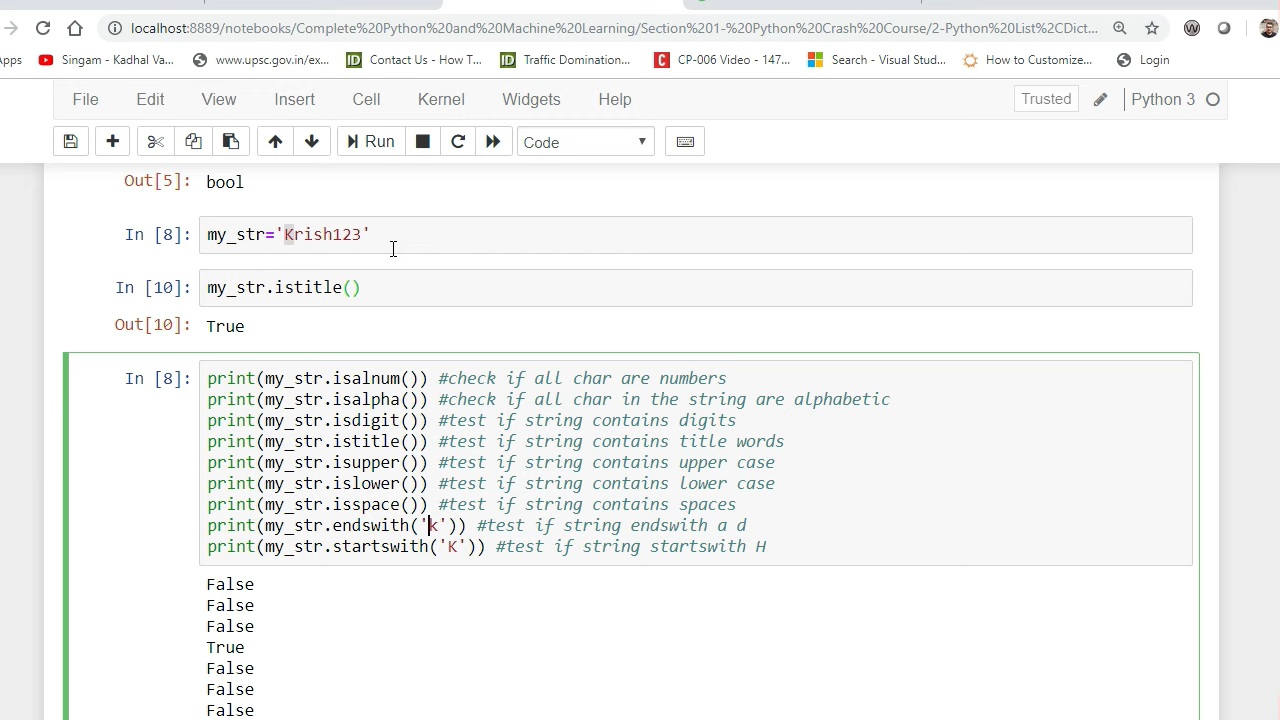 localhost:8889/notebooks/Complete%20Python%20and%20Machine%20Learning/Section%201-%20Python%20Crash%20Course/2-Python%20List%2CDict...
Apps Singam - Kadhal Va... www.upsc.gov.in/ex... Contact Us - How T... Traffic Domination... CP-006 Video - 147... Search - Visual Stud... How to Customize... Login
File Edit View Insert Cell Kernel Widgets Help Trusted Python 3
Run Code
Out[5]: bool
In [8]: my_str='Krish123'
In [10]: my_str.istitle()
Out[10]: True
In [8]: print(my_str.isalnum()) #check if all char are numbers
print(my_str.isalpha()) #check if all char in the string are alphabetic
print(my_str.isdigit()) #test if string contains digits
print(my_str.istitle()) #test if string contains title words
print(my_str.isupper()) #test if string contains upper case
print(my_str.islower()) #test if string contains lower case
print(my_str.isspace()) #test if string contains spaces
print(my_str.endswith('k')) #test if string endswith a d
print(my_str.startswith('K')) #test if string startswith H
False
False
False
True
False
False
False